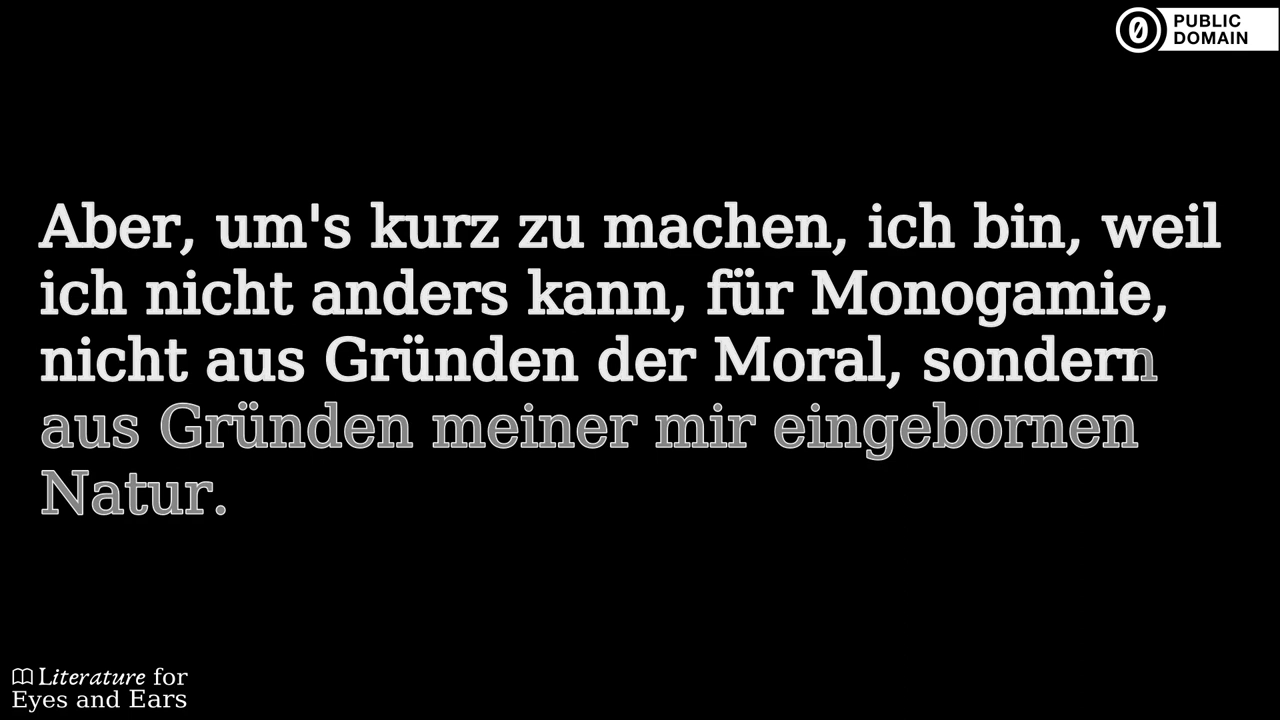 PUBLIC
DOMAIN
Aber, um's kurz zu machen, ich bin, weil
ich nicht anders kann, für Monogamie,
nicht aus Gründen der Moral, sondern
aus Gründen meiner mir eingebornen
Natur.
Literature for
Eyes and Ears